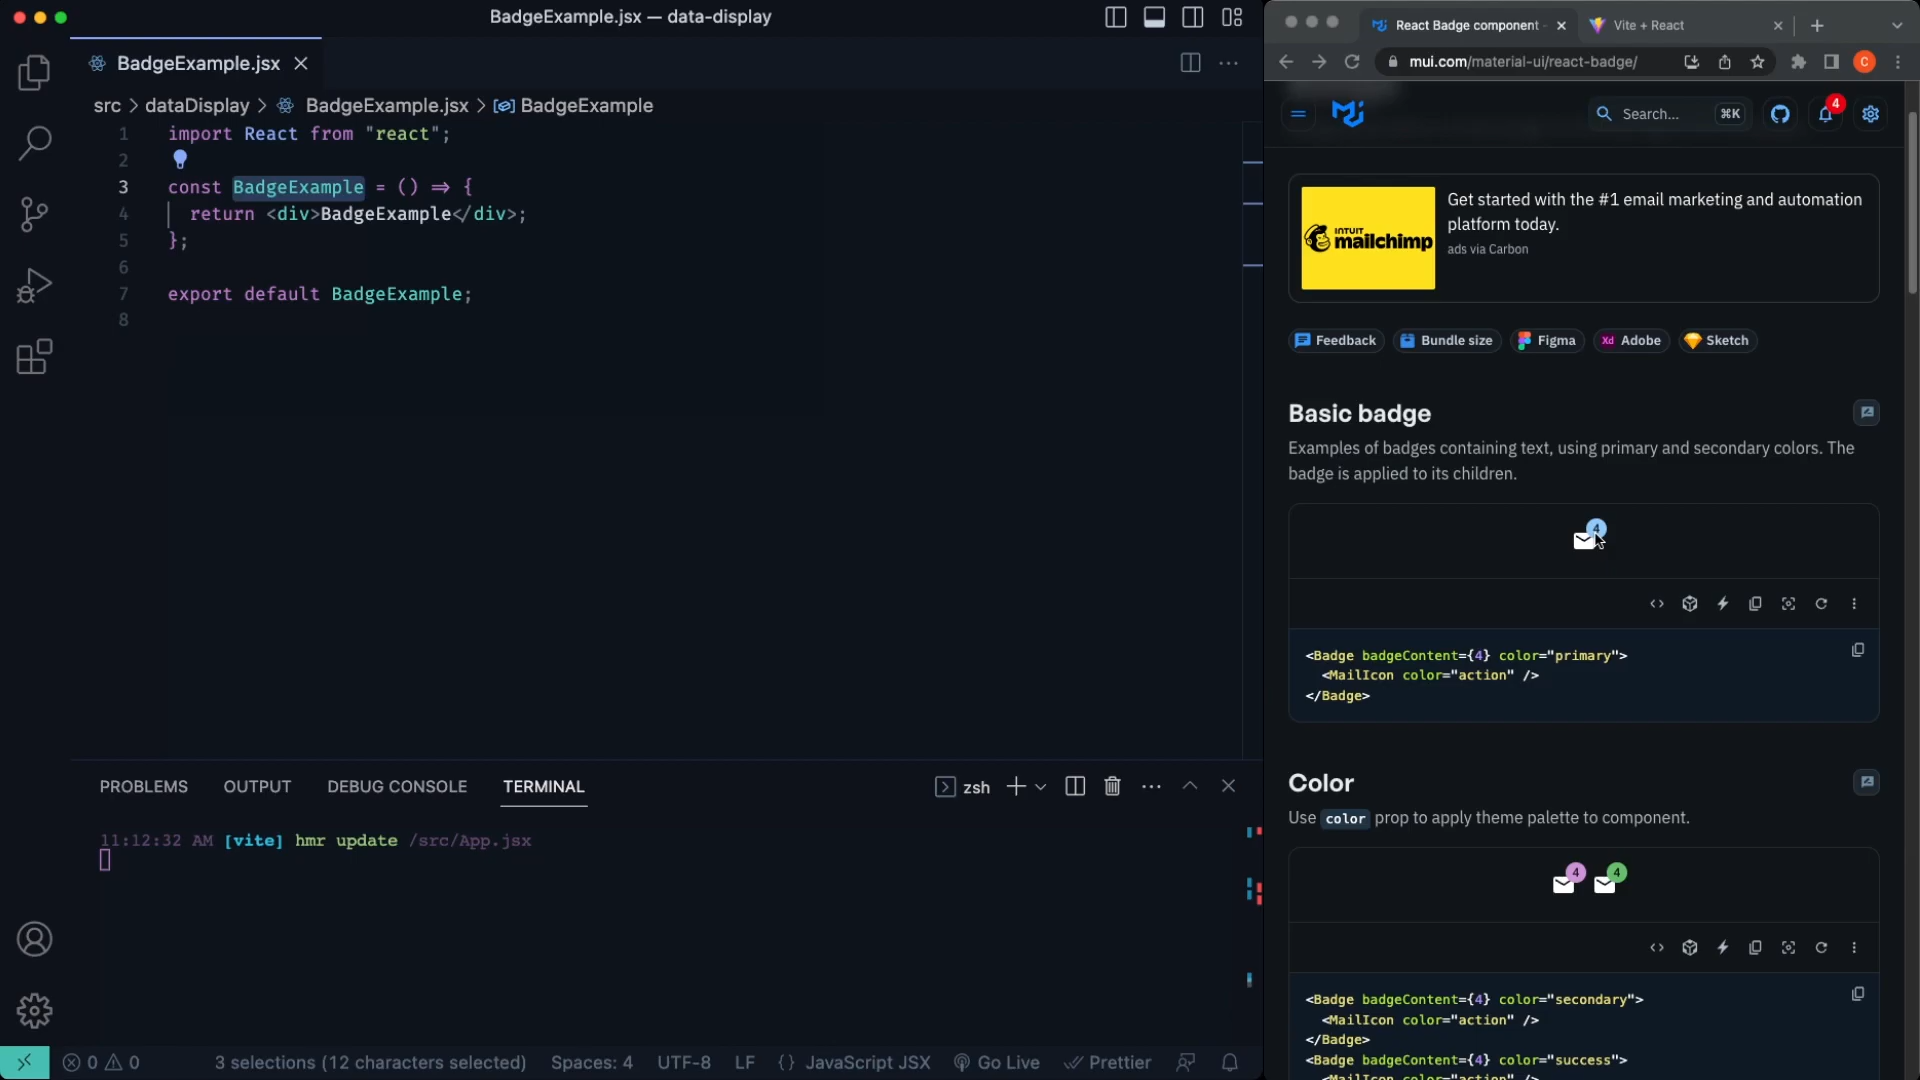 BadgeExample.jsx — data-display
BadgeExample.jsx
src > dataDisplay > BadgeExample.jsx > BadgeExample
1 import React from "react";
2
3 const BadgeExample = () => {
4 return <div>BadgeExample</div>;
5 };
6
7 export default BadgeExample;
8
PROBLEMS OUTPUT DEBUG CONSOLE TERMINAL
zsh
11:12:32 AM [vite] hmr update /src/App.jsx
0 0 3 selections (12 characters selected) Spaces: 4 UTF-8 LF {} JavaScript JSX Go Live Prettier
React Badge component - Vite + React
mui.com/material-ui/react-badge/ C
Search... ⌘K 4
INTUIT
mailchimp
Get started with the #1 email marketing and automation
platform today.
ads via Carbon
Feedback Bundle size Figma Xd Adobe Sketch
Basic badge
Examples of badges containing text, using primary and secondary colors. The
badge is applied to its children.
4
<Badge badgeContent={4} color="primary">
<MailIcon color="action" />
</Badge>
Color
Use color prop to apply theme palette to component.
4 4
<Badge badgeContent={4} color="secondary">
<MailIcon color="action" />
</Badge>
<Badge badgeContent={4} color="success">
<MailIcon color="action" />